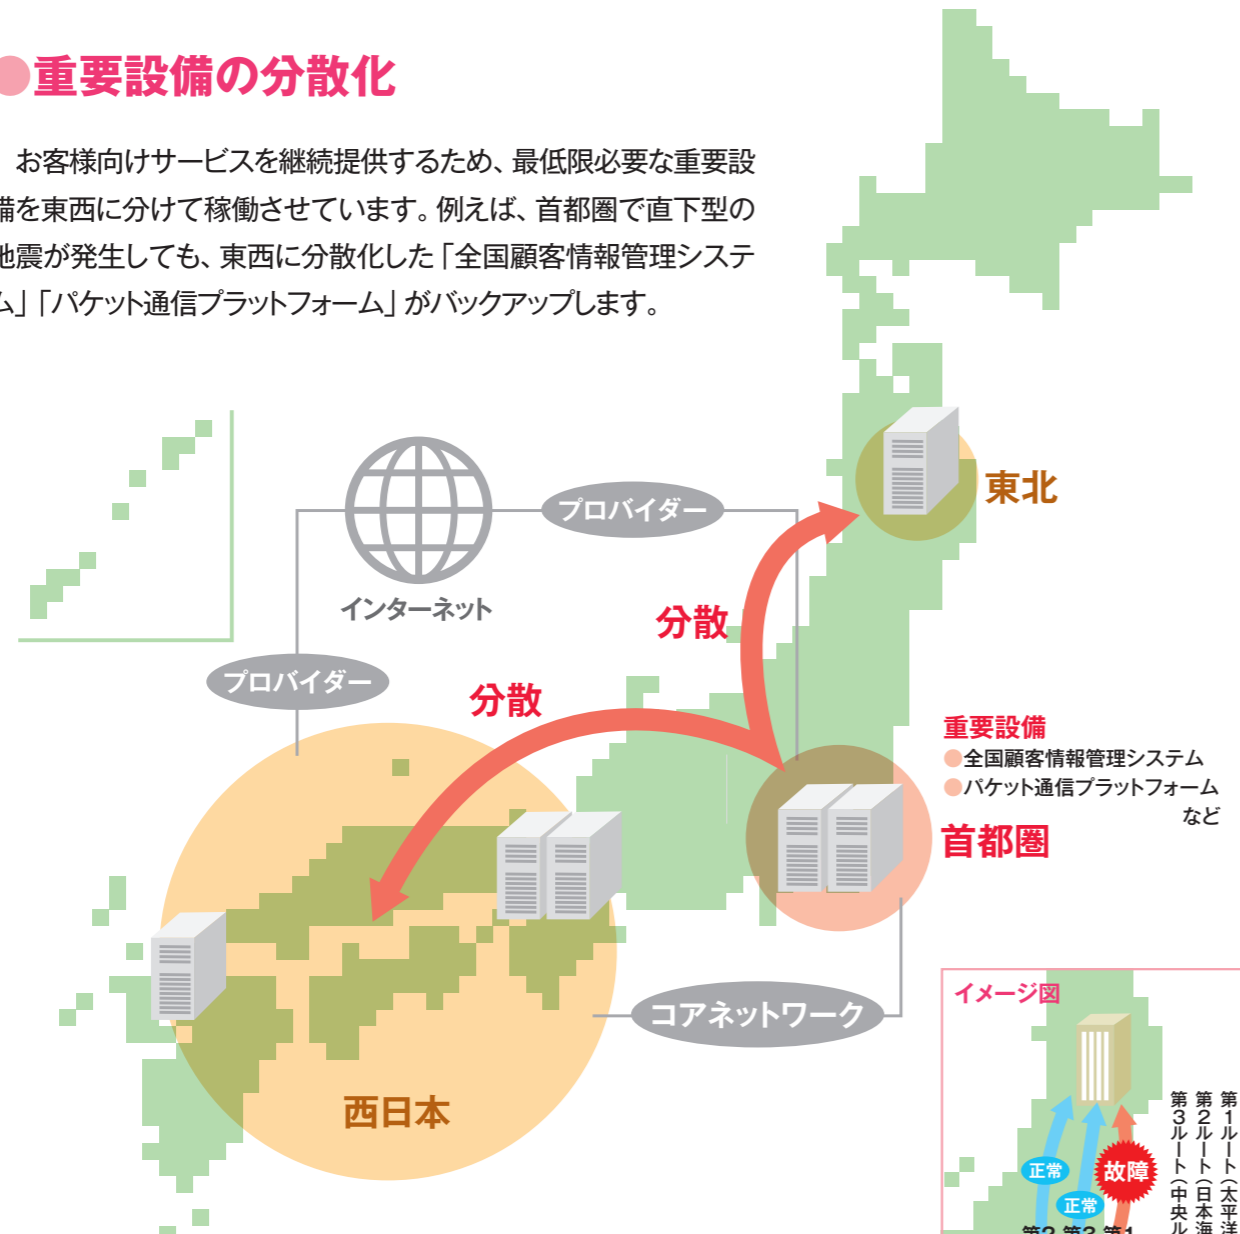 ●重要設備の分散化
お客様向けサービスを継続提供するため、最低限必要な重要設
備を東西に分けて稼働させています。例えば、首都圏で直下型の
地震が発生しても、東西に分散化した「全国顧客情報管理システ
ム」「パケット通信プラットフォーム」がバックアップします。
東北
プロバイダー
インターネット
分散
プロバイダー
分散
重要設備
●全国顧客情報管理システム
●パケット通信プラットフォーム
など
首都圏
コアネットワーク
西日本
イメージ図
第1ルート(太平洋
第2ルート(日本海
第3ルート(中央ル
正常
故障
正常
第2 第3 第1